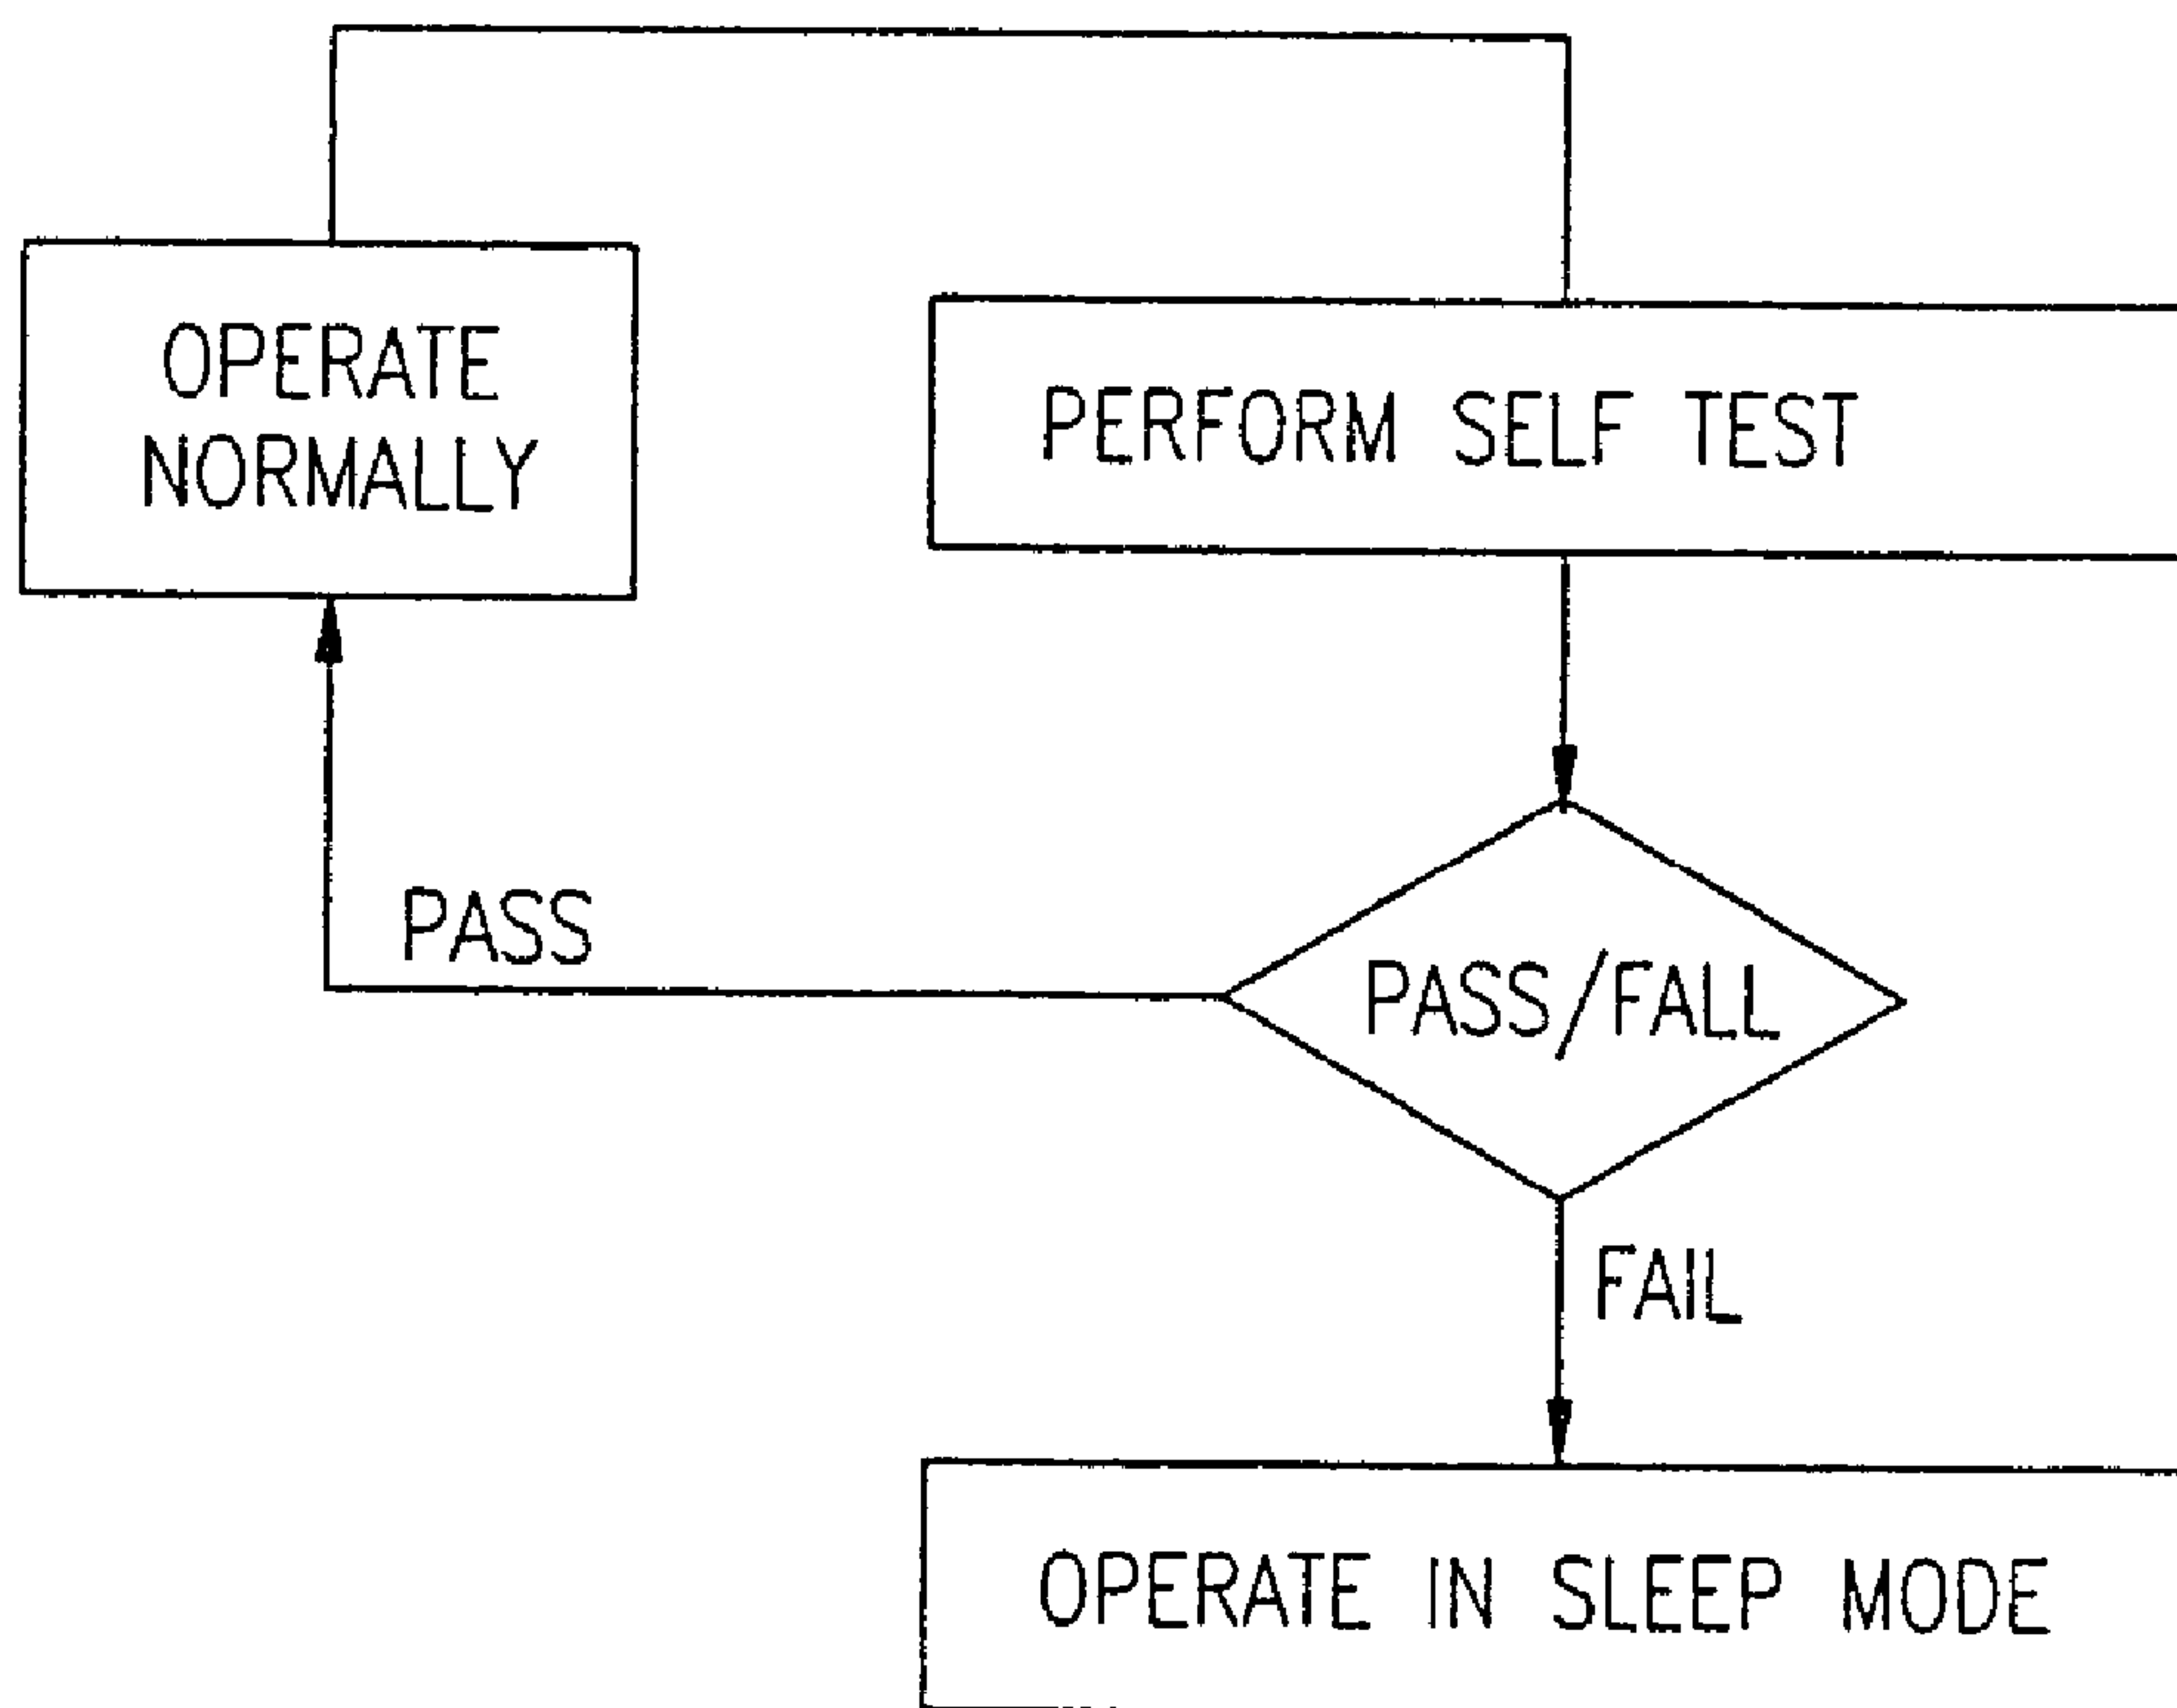 OPERATE
NORMALLY
PERFORM SELF TEST
PASS
PASS/FALL
FAIL
OPERATE IN SLEEP MODE